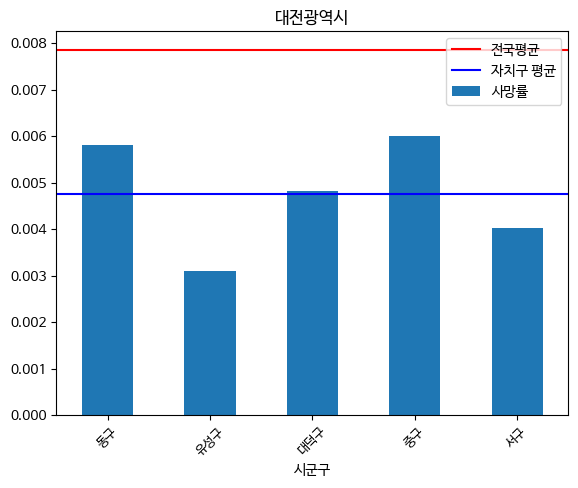 대전광역시
전국평균
자치구 평균
사망률
0.008
0.007
0.006
0.005
0.004
0.003
0.002
0.001
0.000
동구
유성구
대덕구
중구
서구
시군구